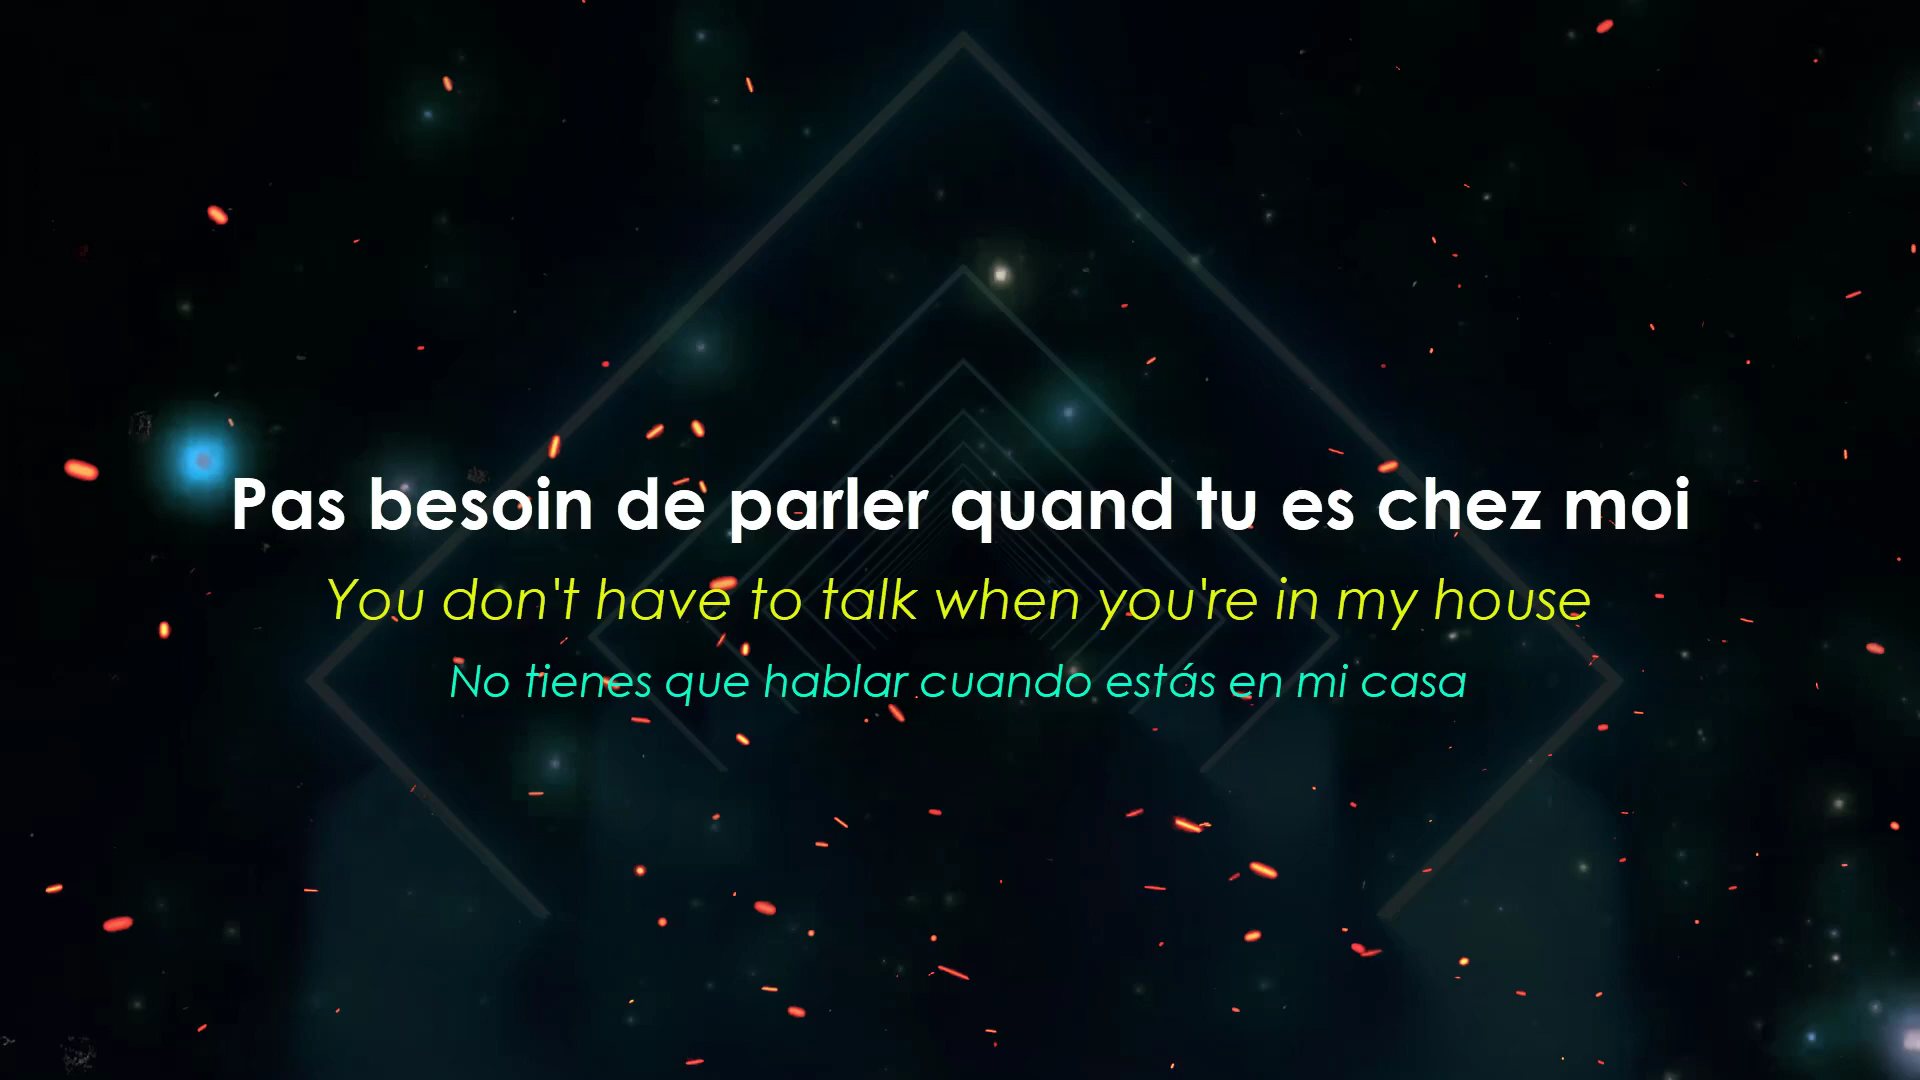 Pas besoin de parler quand tu es chez moi
You don't have to talk when you're in my house
No tienes que hablar cuando estás en mi casa